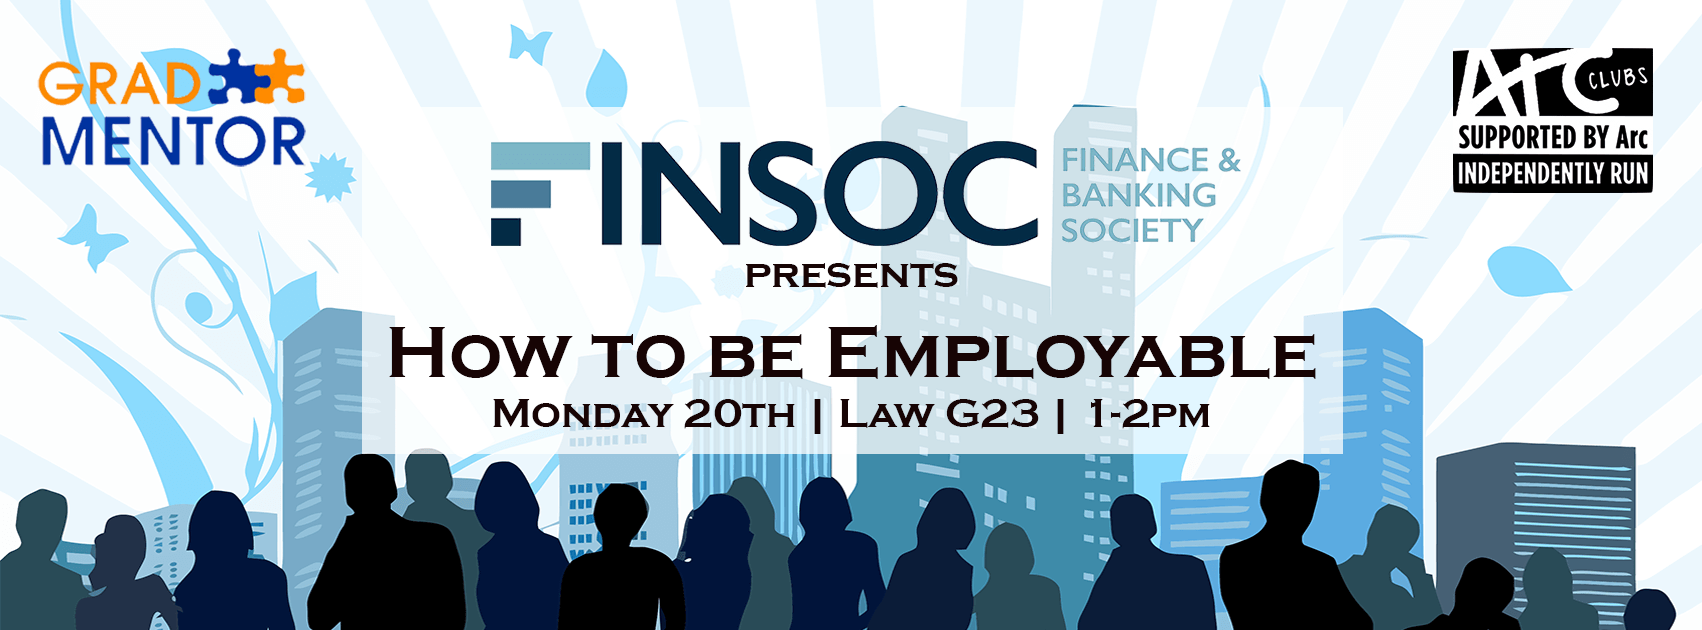 GRAD
MENTOR
FINSOC
FINANCE &
BANKING
SOCIETY
PRESENTS
HOW TO BE EMPLOYABLE
MONDAY 20TH | LAW G23 | 1-2PM
Arc CLUBS
SUPPORTED BY Arc
INDEPENDENTLY RUN